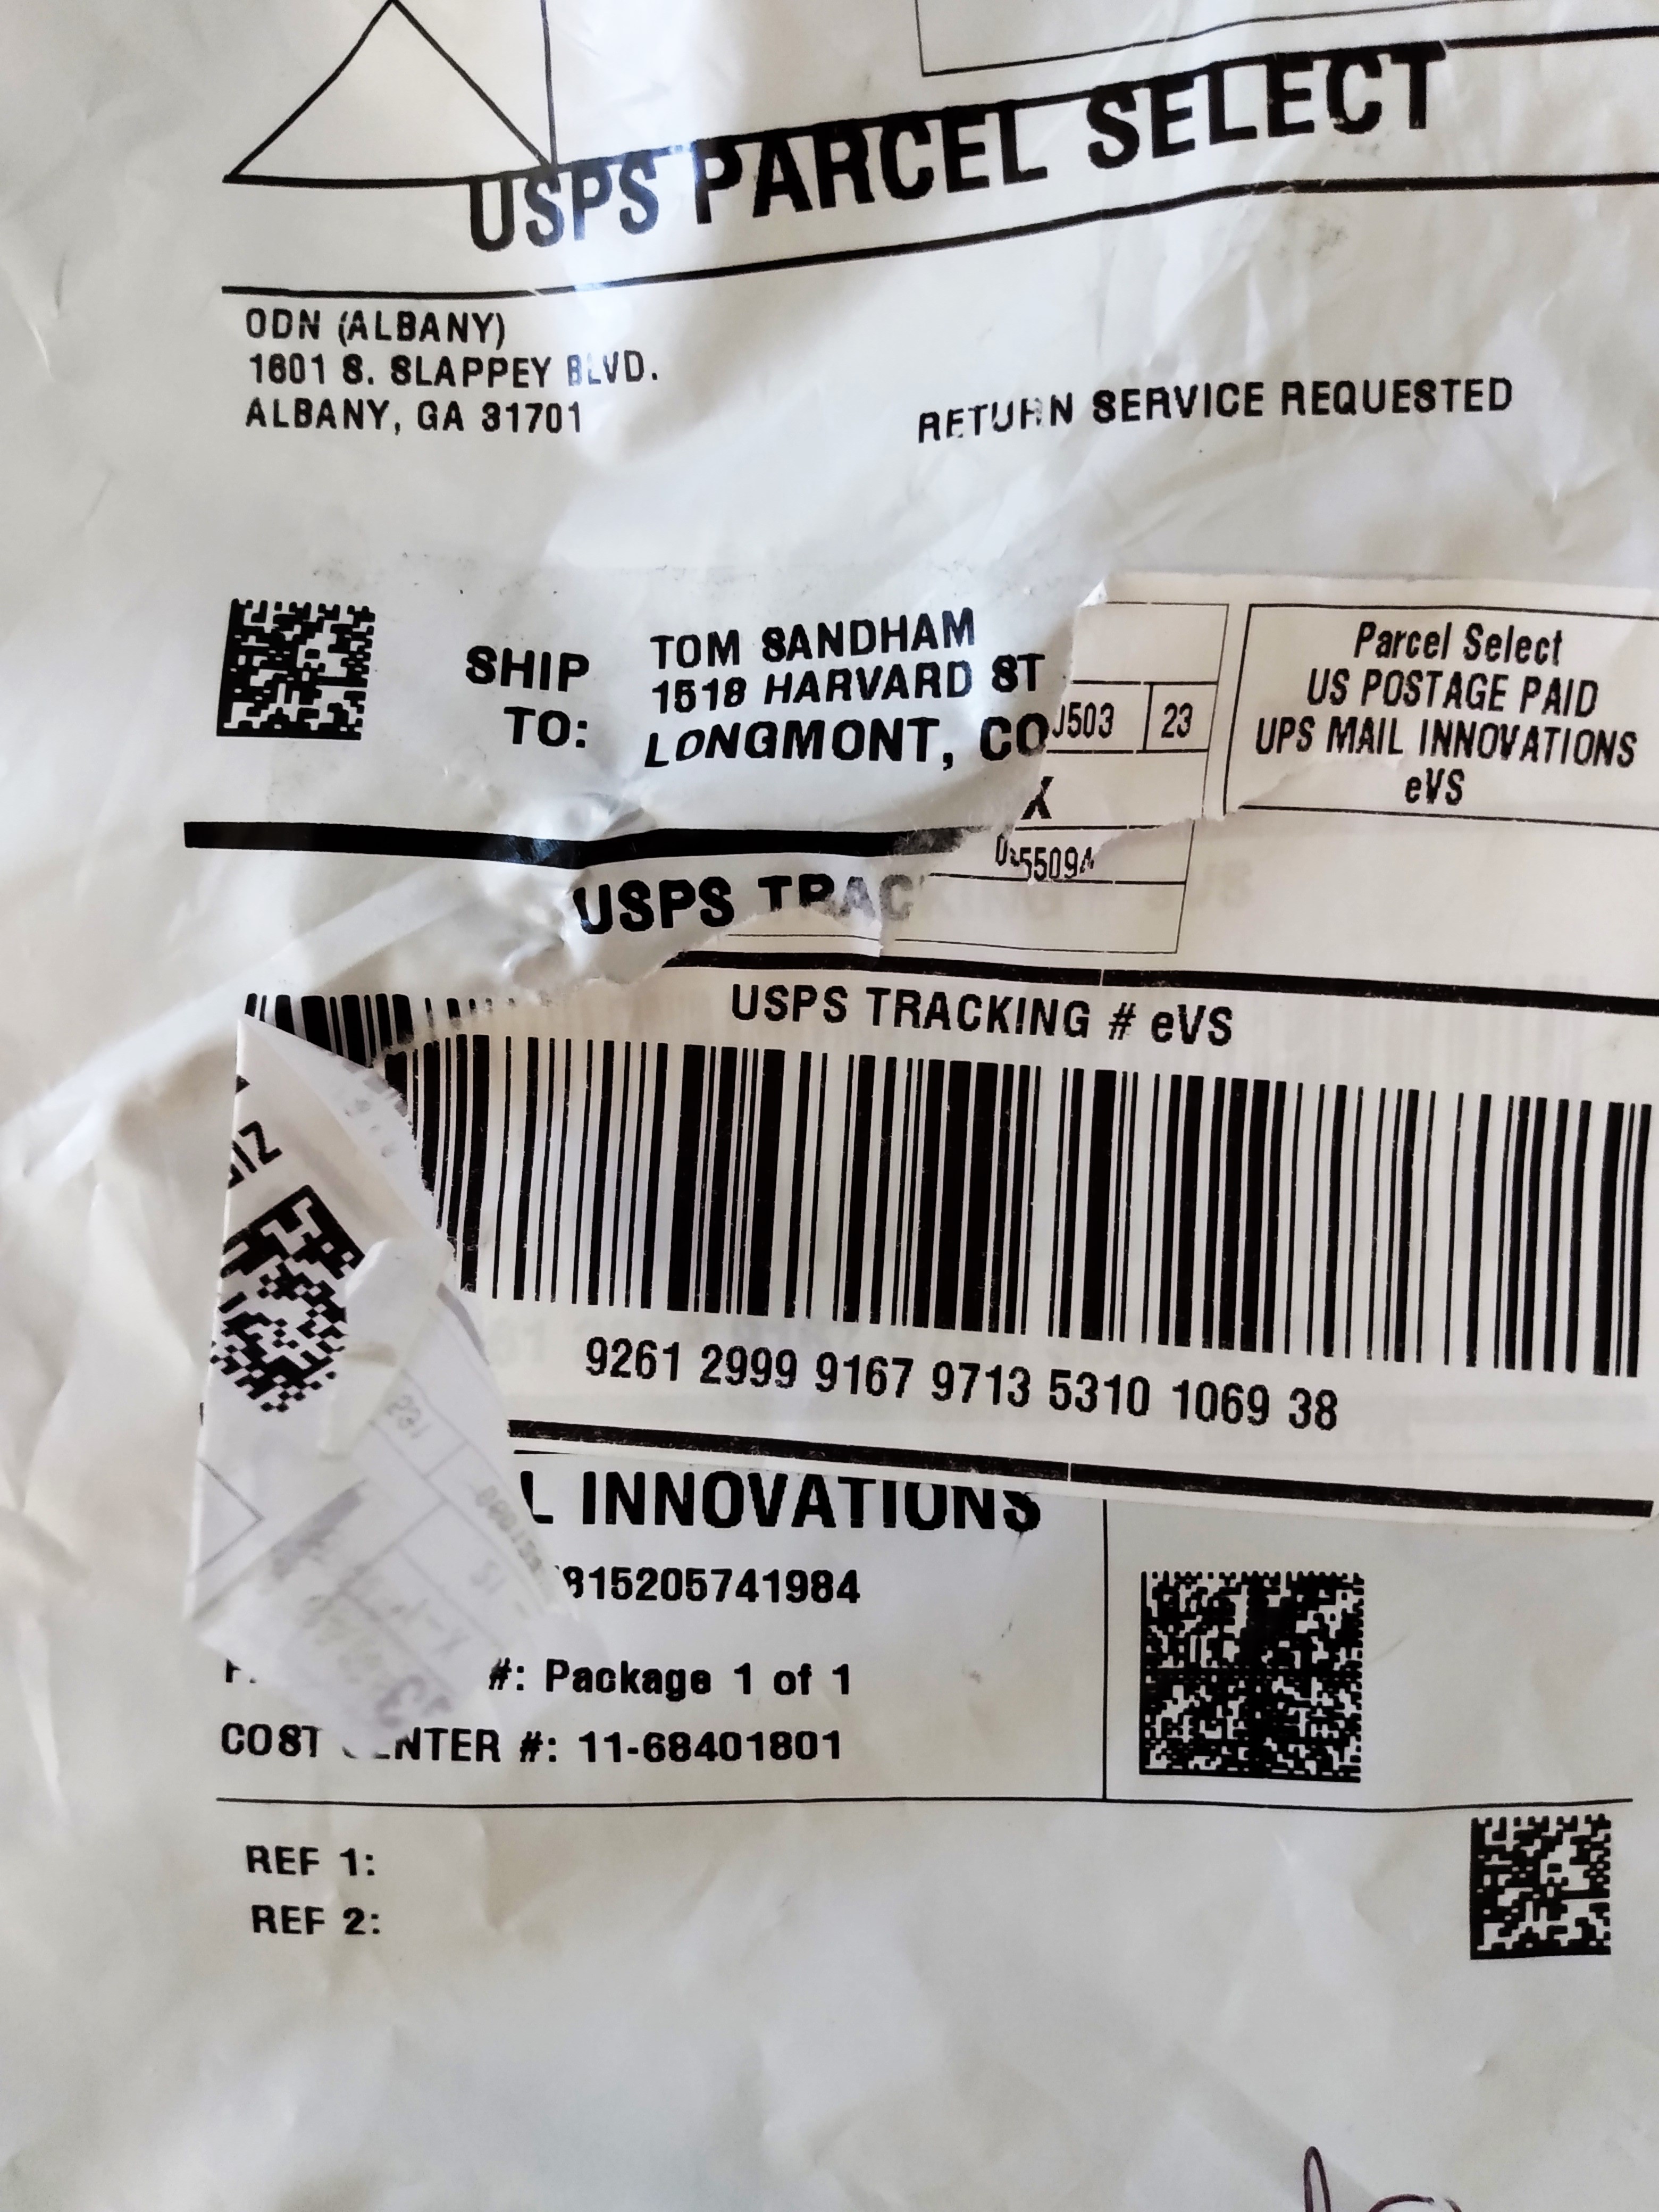 USPS PARCEL SELECT
ODN (ALBANY)
1601 S. SLAPPEY BLVD.
ALBANY, GA 31701
RETURN SERVICE REQUESTED
SHIP TO:
TOM SANDHAM
1518 HARVARD ST
LONGMONT, CO
J503 23
X
55094
Parcel Select
US POSTAGE PAID
UPS MAIL INNOVATIONS
eVS
USPS TRAC
USPS TRACKING # eVS
9261 2999 9167 9713 5310 1069 38
L INNOVATIONS
815205741984
#: Package 1 of 1
COST ENTER #: 11-68401801
REF 1:
REF 2: